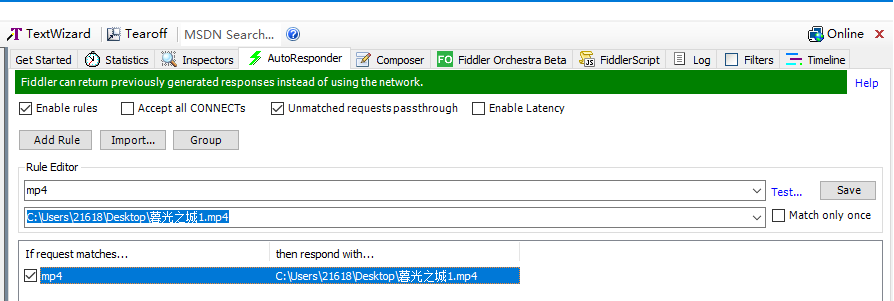 TextWizard Tearoff MSDN Search... Online
Get Started Statistics Inspectors AutoResponder Composer FO Fiddler Orchestra Beta FiddlerScript Log Filters Timeline
Fiddler can return previously generated responses instead of using the network. Help
Enable rules Accept all CONNECTs Unmatched requests passthrough Enable Latency
Add Rule Import... Group
Rule Editor
mp4 Test... Save
C:\Users\21618\Desktop\暮光之城1.mp4 Match only once
If request matches... then respond with...
mp4 C:\Users\21618\Desktop\暮光之城1.mp4